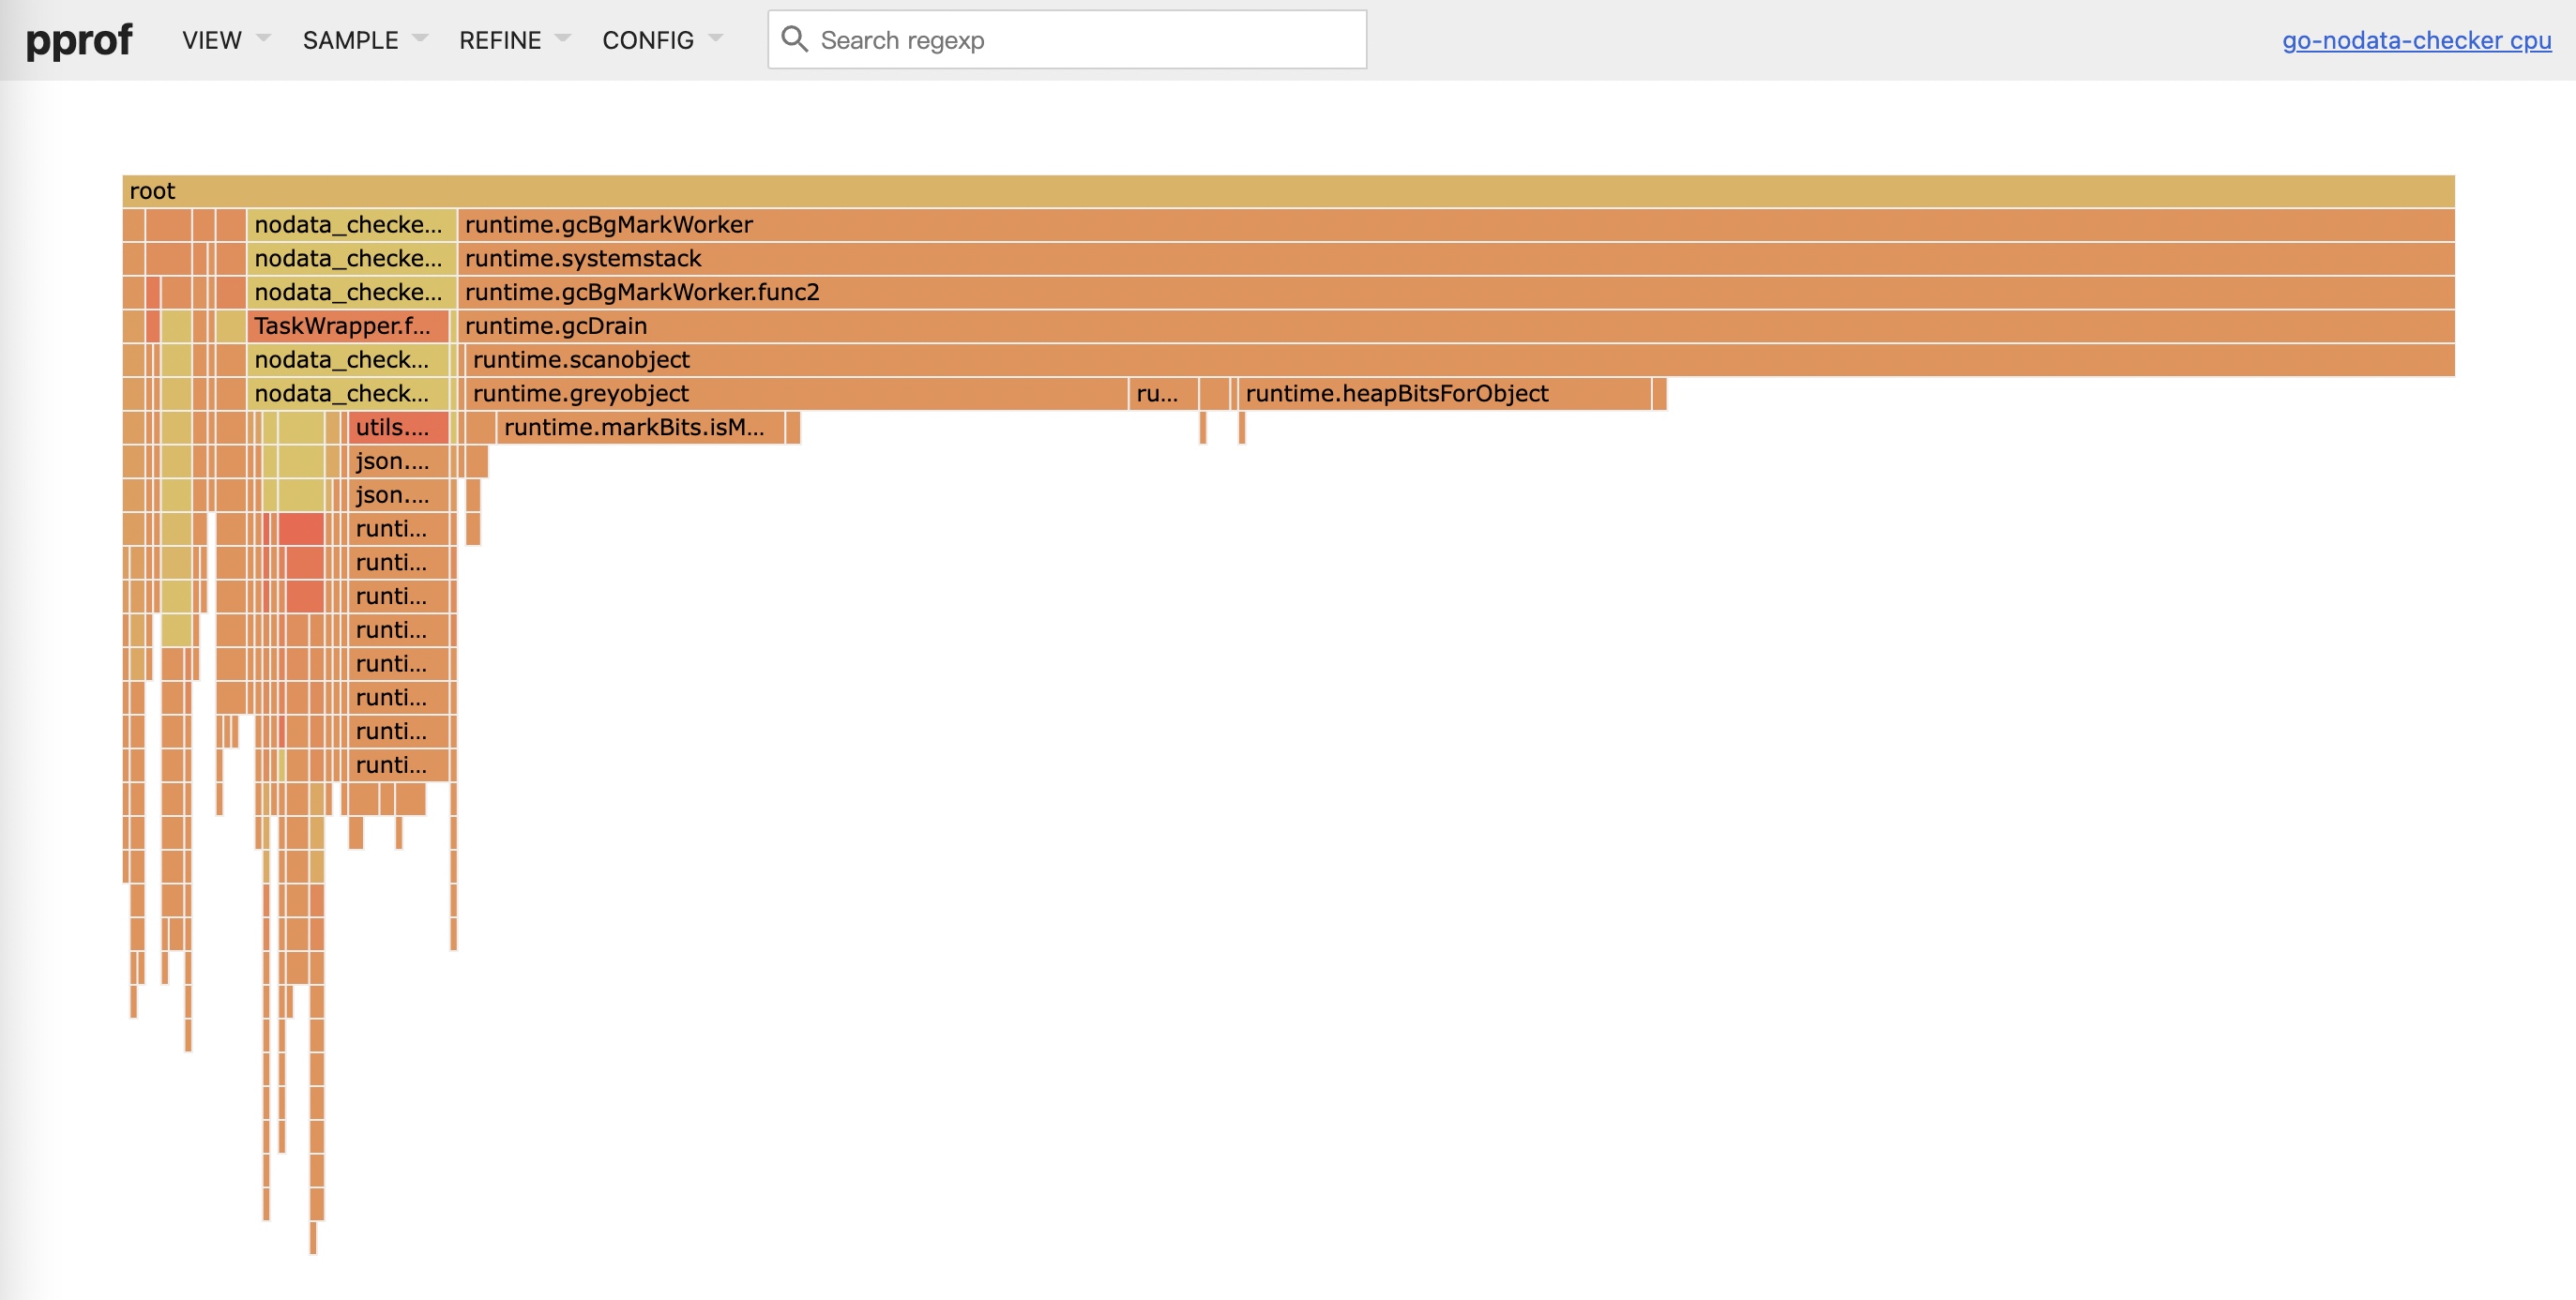 pprof VIEW SAMPLE REFINE CONFIG Search regexp go-nodata-checker cpu
root
nodata_checke... runtime.gcBgMarkWorker
nodata_checke... runtime.systemstack
nodata_checke... runtime.gcBgMarkWorker.func2
TaskWrapper.f... runtime.gcDrain
nodata_check... runtime.scanobject
nodata_check... runtime.greyobject ru... runtime.heapBitsForObject
utils.... runtime.markBits.isM...
json....
json....
runti...
runti...
runti...
runti...
runti...
runti...
runti...
runti...